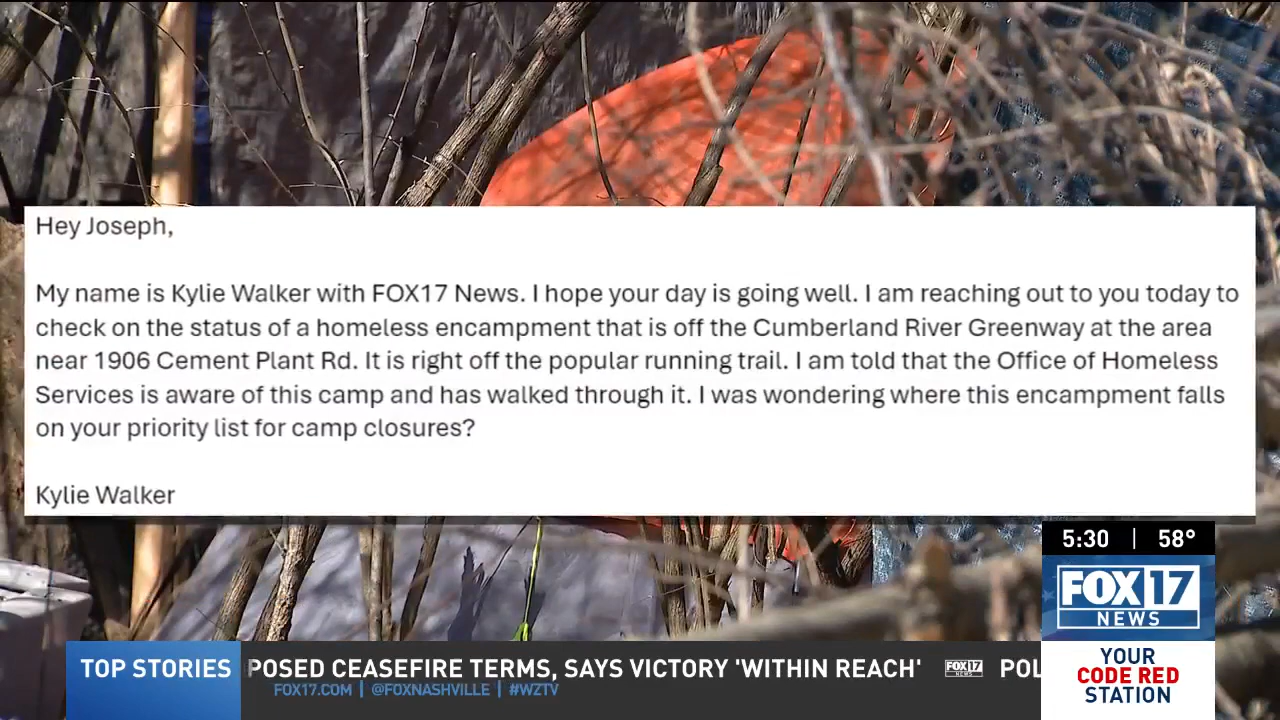 Hey Joseph,
My name is Kylie Walker with FOX17 News. I hope your day is going well. I am reaching out to you today to
check on the status of a homeless encampment that is off the Cumberland River Greenway at the area
near 1906 Cement Plant Rd. It is right off the popular running trail. I am told that the Office of Homeless
Services is aware of this camp and has walked through it. I was wondering where this encampment falls
on your priority list for camp closures?
Kylie Walker
5:30 | 58°
FOX17
NEWS
TOP STORIES
POSED CEASEFIRE TERMS, SAYS VICTORY 'WITHIN REACH' FOX17 NEWS POL
FOX17.COM | @FOXNASHVILLE | #WZTV
YOUR
CODE RED
STATION